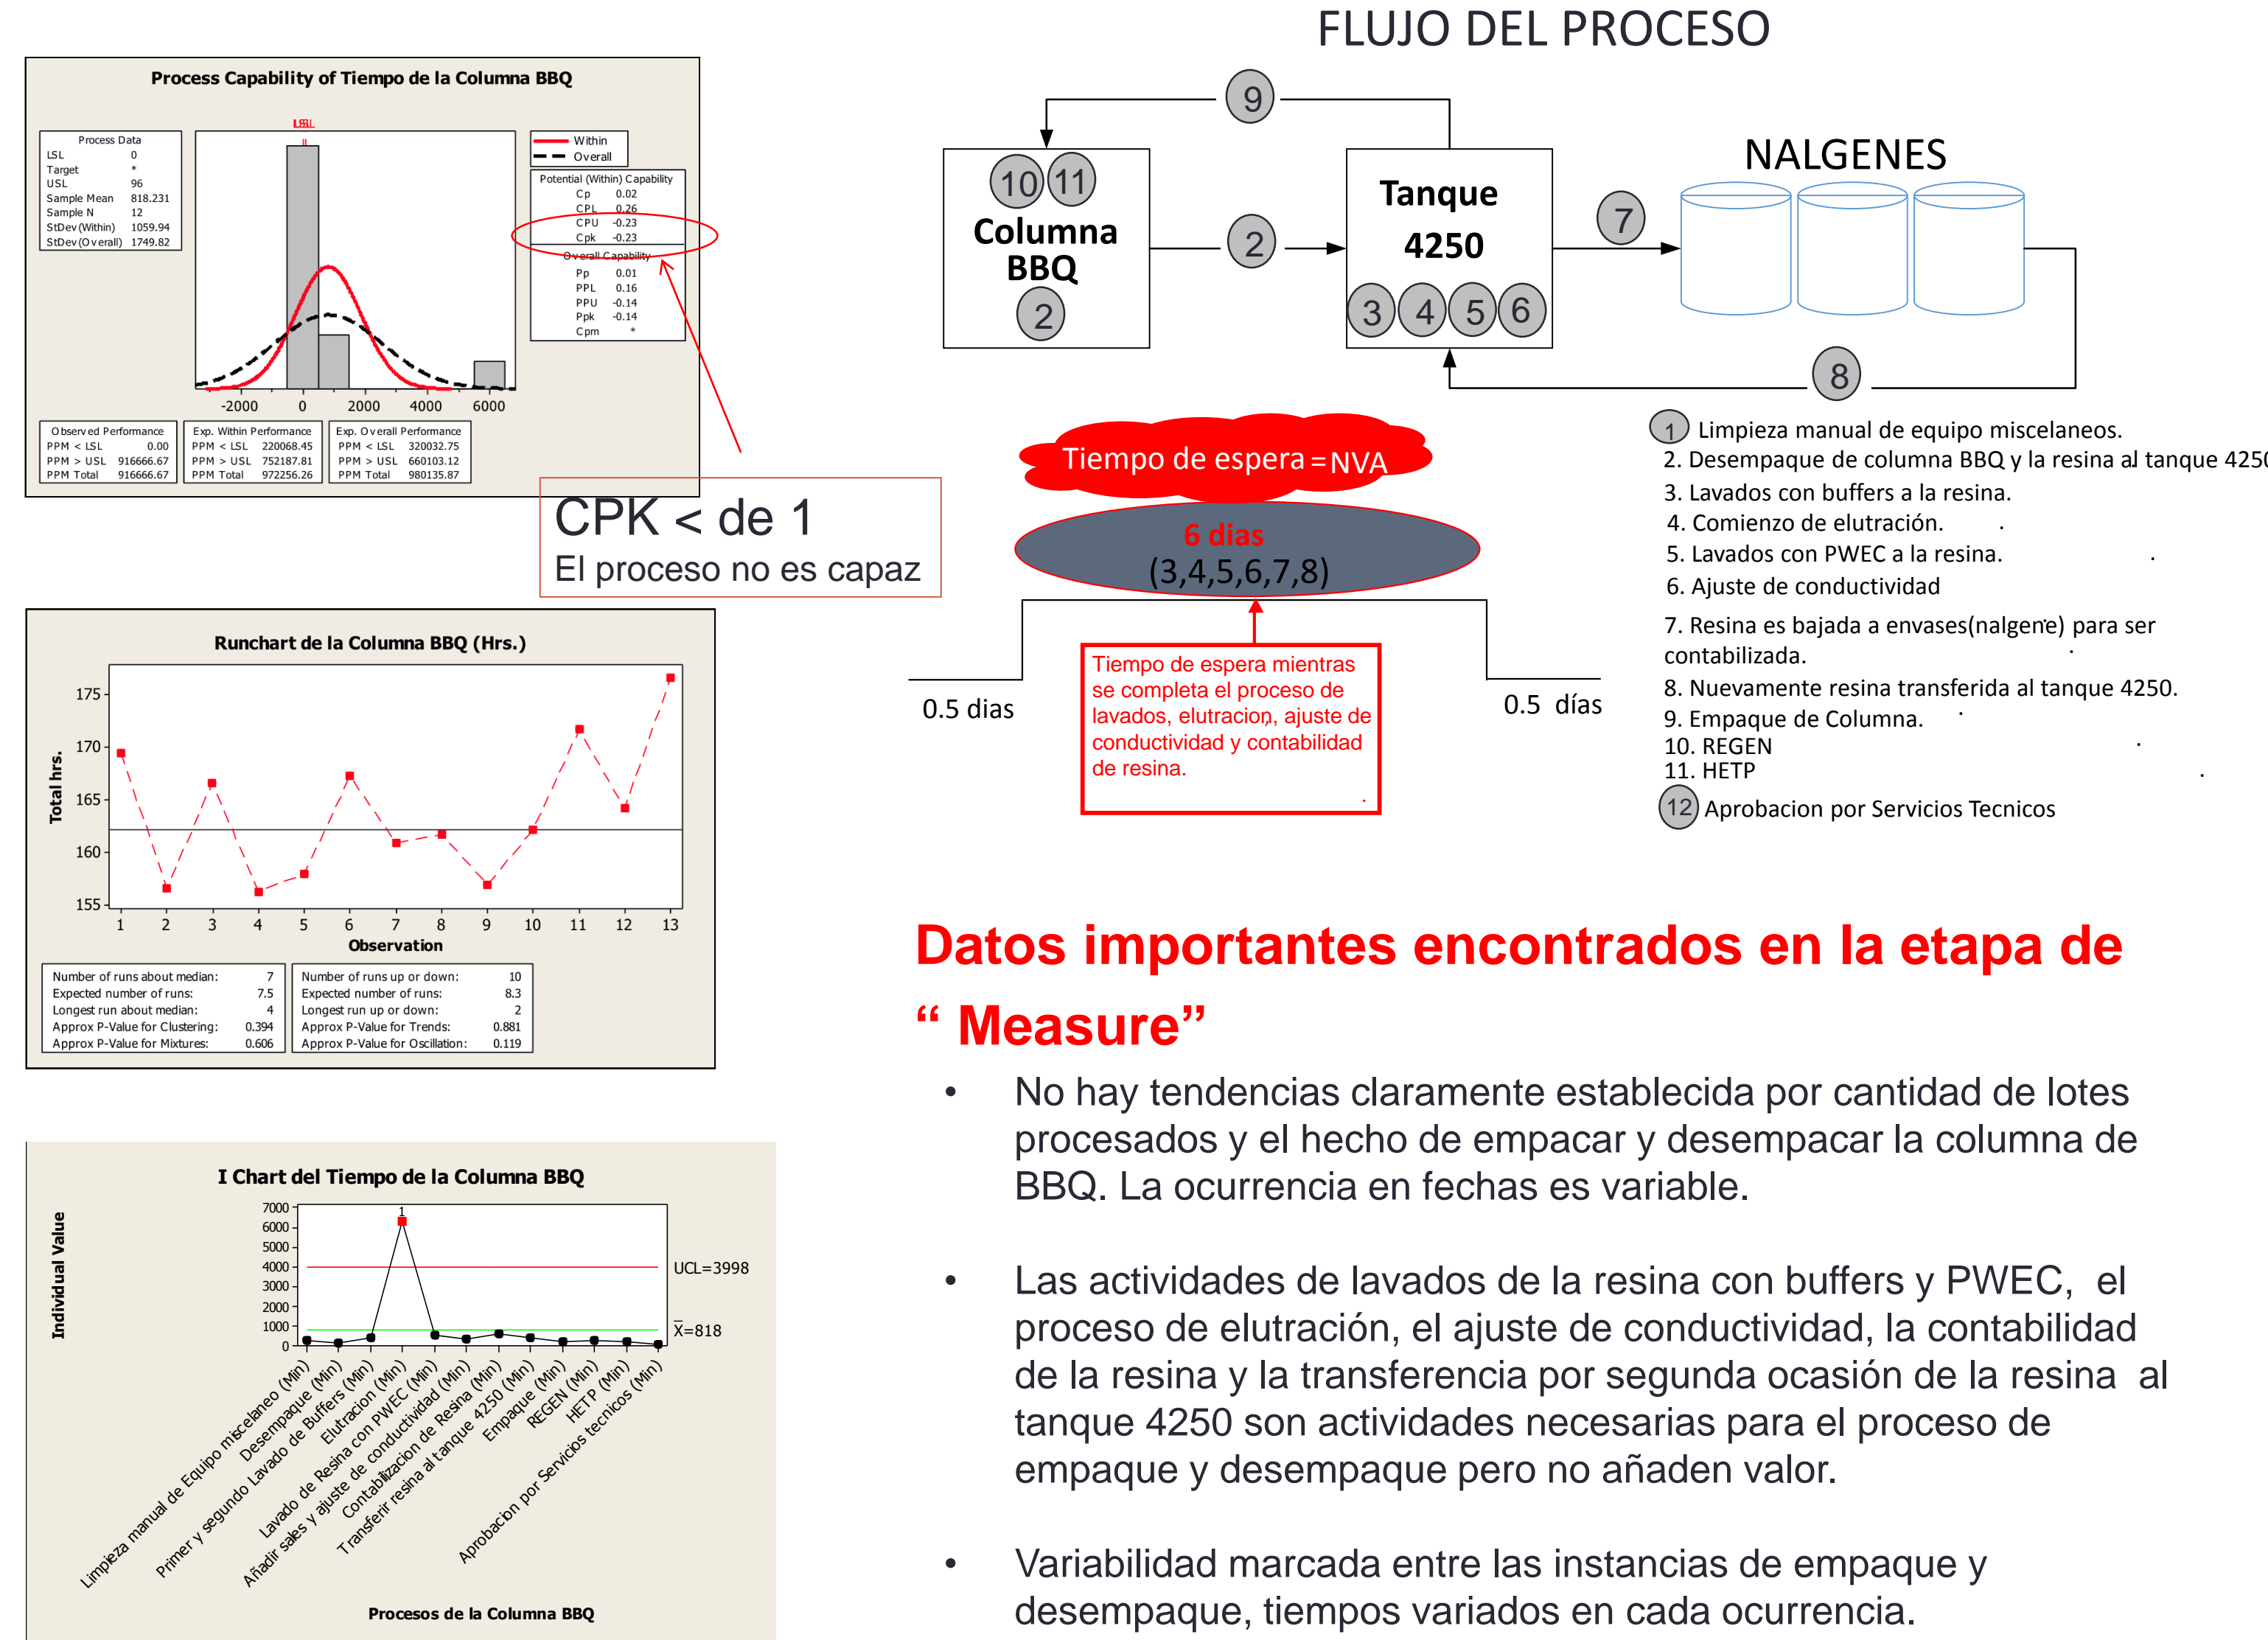 FLUJO DEL PROCESO
Process Capability of Tiempo de la Columna BBQ
Process Data
LSL 0
Target *
USL 96
Sample Mean 818.231
Sample N 12
StDev(Within) 1059.94
StDev(Overall) 1749.82
Within
Overall
Potential (Within) Capability
Cp 0.02
CPL 0.26
CPU -0.23
Cpk -0.23
Overall Capability
Pp 0.01
PPL 0.16
PPU -0.14
Ppk -0.14
Cpm *
-2000 0 2000 4000 6000
Observed Performance
PPM < LSL 0.00
PPM > USL 916666.67
PPM Total 916666.67
Exp. Within Performance
PPM < LSL 220068.45
PPM > USL 752187.81
PPM Total 972256.26
Exp. Overall Performance
PPM < LSL 320032.75
PPM > USL 660103.12
PPM Total 980135.87
CPK < de 1
El proceso no es capaz
9
10 11
Columna
BBQ
2
2
Tanque
4250
3 4 5 6
7
NALGENES
8
Tiempo de espera = NVA
6 dias
(3,4,5,6,7,8)
0.5 dias
0.5 días
Tiempo de espera mientras
se completa el proceso de
lavados, elutracion, ajuste de
conductividad y contabilidad
de resina.
1 Limpieza manual de equipo miscelaneos.
2. Desempaque de columna BBQ y la resina al tanque 4250
3. Lavados con buffers a la resina.
4. Comienzo de elutración.
5. Lavados con PWEC a la resina.
6. Ajuste de conductividad
7. Resina es bajada a envases(nalgene) para ser
contabilizada.
8. Nuevamente resina transferida al tanque 4250.
9. Empaque de Columna.
10. REGEN
11. HETP
12 Aprobacion por Servicios Tecnicos
Runchart de la Columna BBQ (Hrs.)
Total hrs.
175
170
165
160
155
1 2 3 4 5 6 7 8 9 10 11 12 13
Observation
Number of runs about median: 7
Expected number of runs: 7.5
Longest run about median: 4
Approx P-Value for Clustering: 0.394
Approx P-Value for Mixtures: 0.606
Number of runs up or down: 10
Expected number of runs: 8.3
Longest run up or down: 2
Approx P-Value for Trends: 0.881
Approx P-Value for Oscillation: 0.119
I Chart del Tiempo de la Columna BBQ
Individual Value
7000
6000
5000
4000
3000
2000
1000
0
1
UCL=3998
X=818
Limpieza manual de Equipo miscelaneo (Min)
Desempaque (Min)
Primer y segundo Lavado de Buffers (Min)
Elutracion (Min)
Lavado de Resina con PWEC (Min)
Añadir sales y ajuste de conductividad (Min)
Contabilizacion de Resina (Min)
Transferir resina al tanque 4250 (Min)
Empaque (Min)
REGEN (Min)
HETP (Min)
Aprobacion por Servicios tecnicos (Min)
Procesos de la Columna BBQ
Datos importantes encontrados en la etapa de
“ Measure”
• No hay tendencias claramente establecida por cantidad de lotes
procesados y el hecho de empacar y desempacar la columna de
BBQ. La ocurrencia en fechas es variable.
• Las actividades de lavados de la resina con buffers y PWEC, el
proceso de elutración, el ajuste de conductividad, la contabilidad
de la resina y la transferencia por segunda ocasión de la resina al
tanque 4250 son actividades necesarias para el proceso de
empaque y desempaque pero no añaden valor.
• Variabilidad marcada entre las instancias de empaque y
desempaque, tiempos variados en cada ocurrencia.